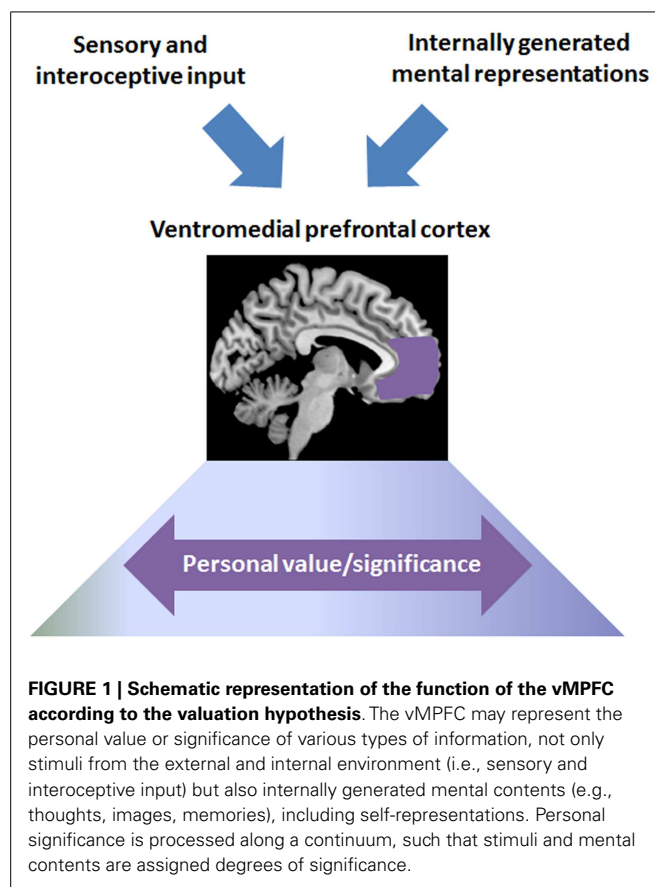 Sensory and
interoceptive input
Internally generated
mental representations
Ventromedial prefrontal cortex
Personal value/significance
FIGURE 1 | Schematic representation of the function of the vMPFC
according to the valuation hypothesis. The vMPFC may represent the
personal value or significance of various types of information, not only
stimuli from the external and internal environment (i.e., sensory and
interoceptive input) but also internally generated mental contents (e.g.,
thoughts, images, memories), including self-representations. Personal
significance is processed along a continuum, such that stimuli and mental
contents are assigned degrees of significance.